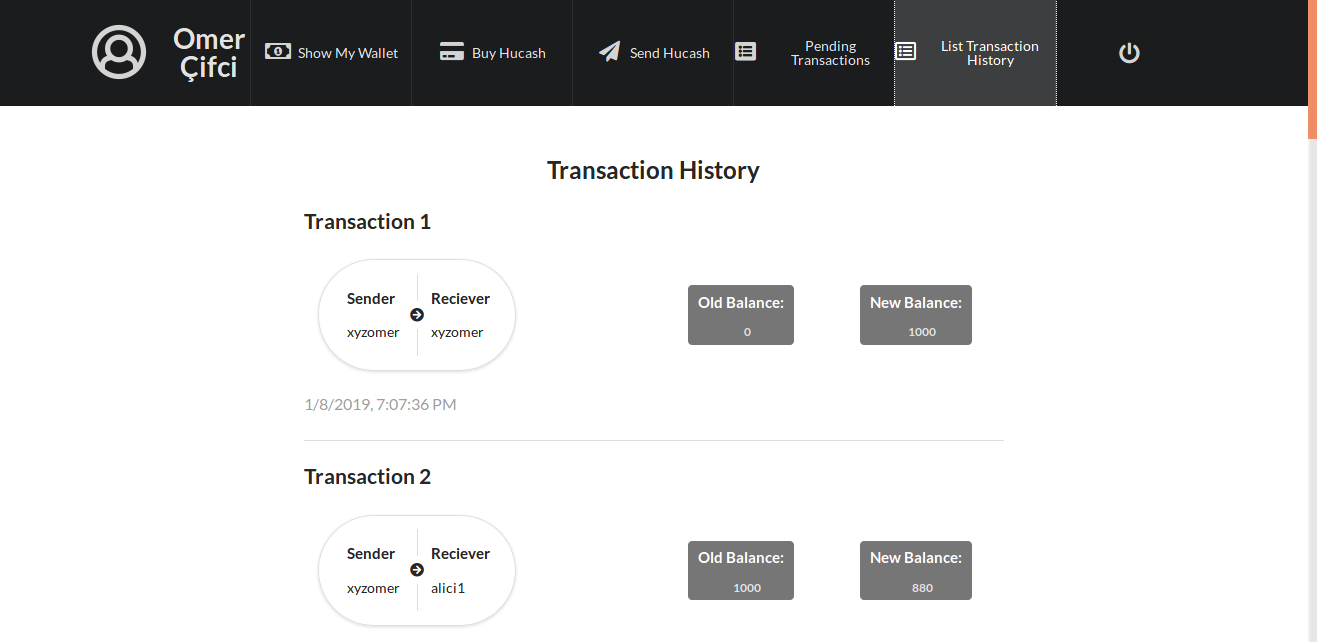 Omer
Çifci
Show My Wallet
Buy Hucash
Send Hucash
Pending
Transactions
List Transaction
History
Transaction History
Transaction 1
Sender
Reciever
xyzomer
xyzomer
Old Balance:
0
New Balance:
1000
1/8/2019, 7:07:36 PM
Transaction 2
Sender
Reciever
xyzomer
alici1
Old Balance:
1000
New Balance:
880